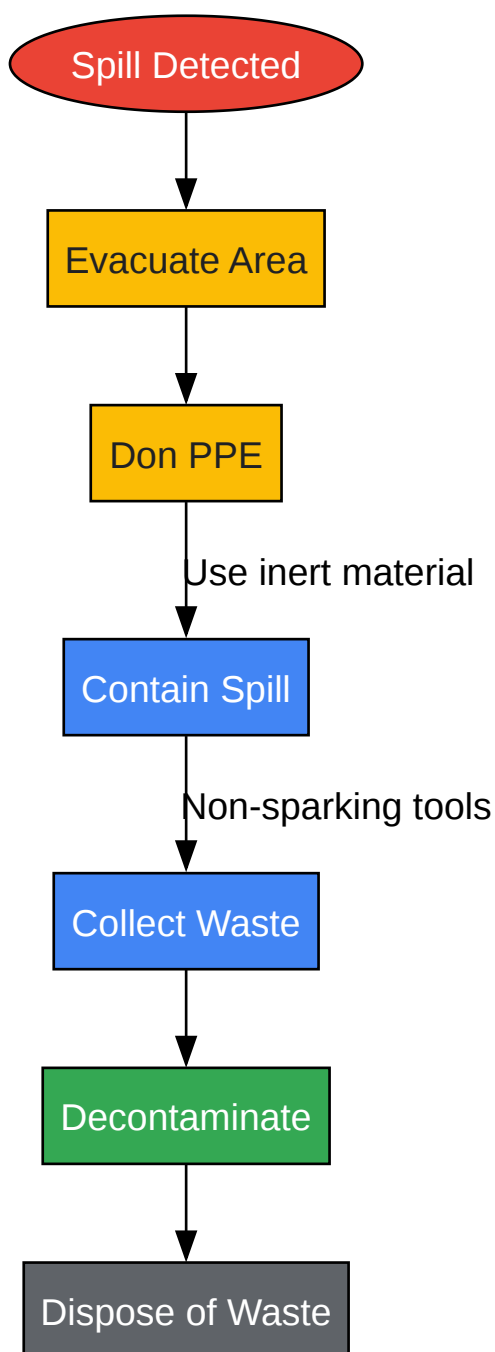 Spill Detected
Evacuate Area
Don PPE
Use inert material
Contain Spill
Non-sparking tools
Collect Waste
Decontaminate
Dispose of Waste